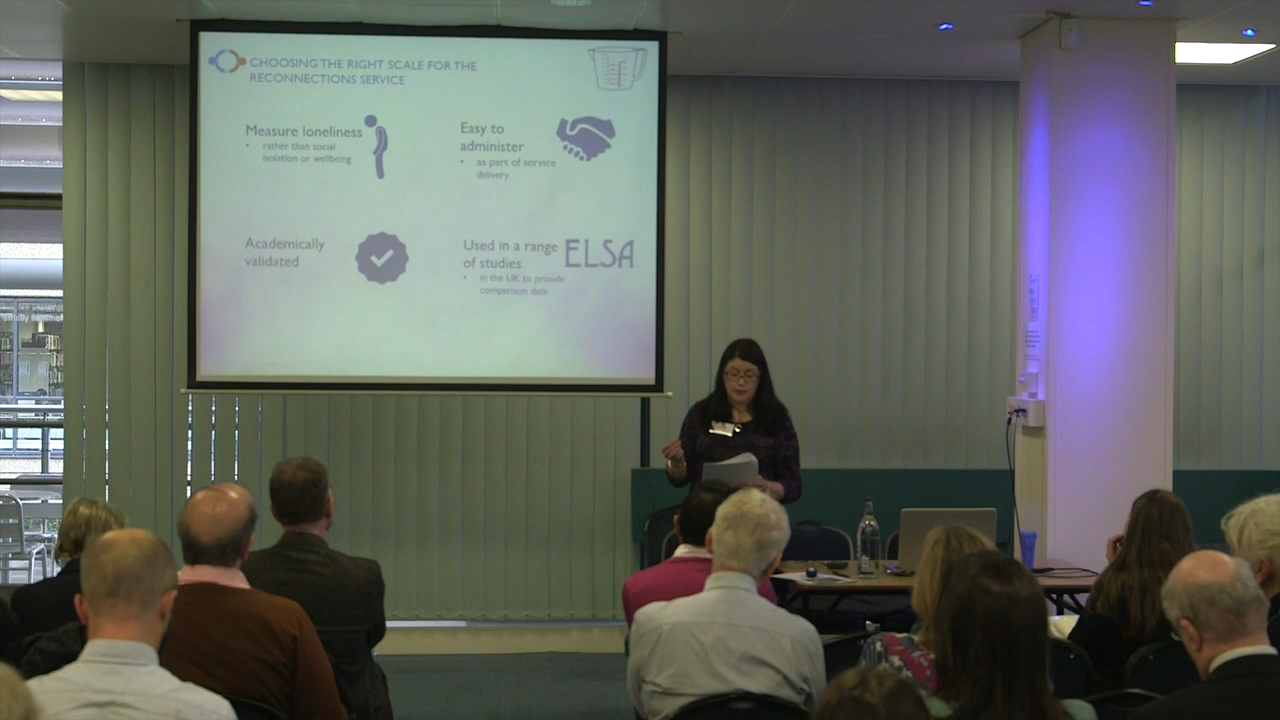 CHOOSING THE RIGHT SCALE FOR THE
RECONNECTIONS SERVICE
Measure loneliness
• rather than social
isolation or wellbeing
Easy to
administer
• as part of service
delivery
Academically
validated
Used in a range
of studies
• in the UK to provide
comparison data
ELSA